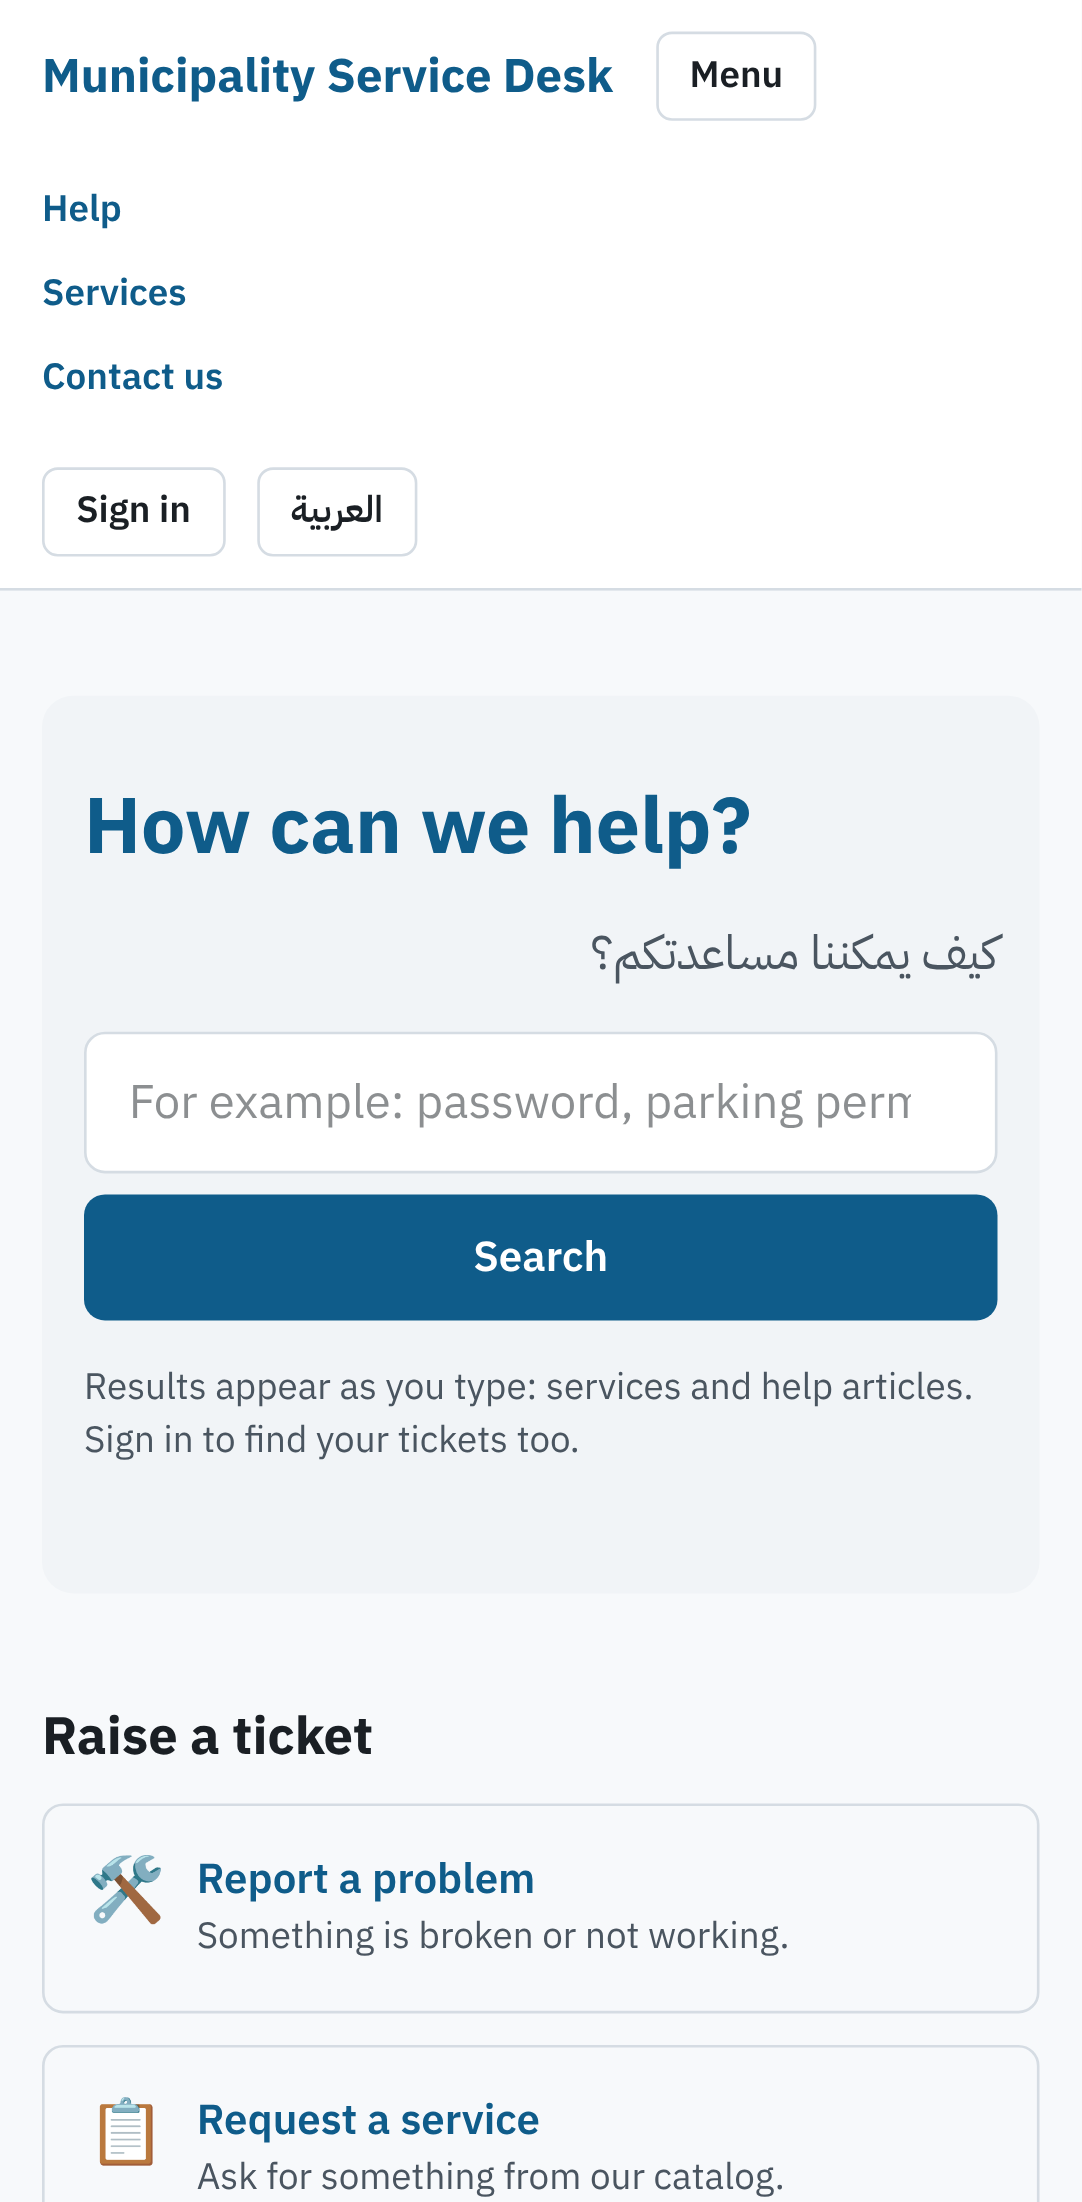 Municipality Service Desk
Menu
Help
Services
Contact us
Sign in
العربية
How can we help?
كيف يمكننا مساعدتكم؟
For example: password, parking perm
Search
Results appear as you type: services and help articles.
Sign in to find your tickets too.
Raise a ticket
Report a problem
Something is broken or not working.
Request a service
Ask for something from our catalog.